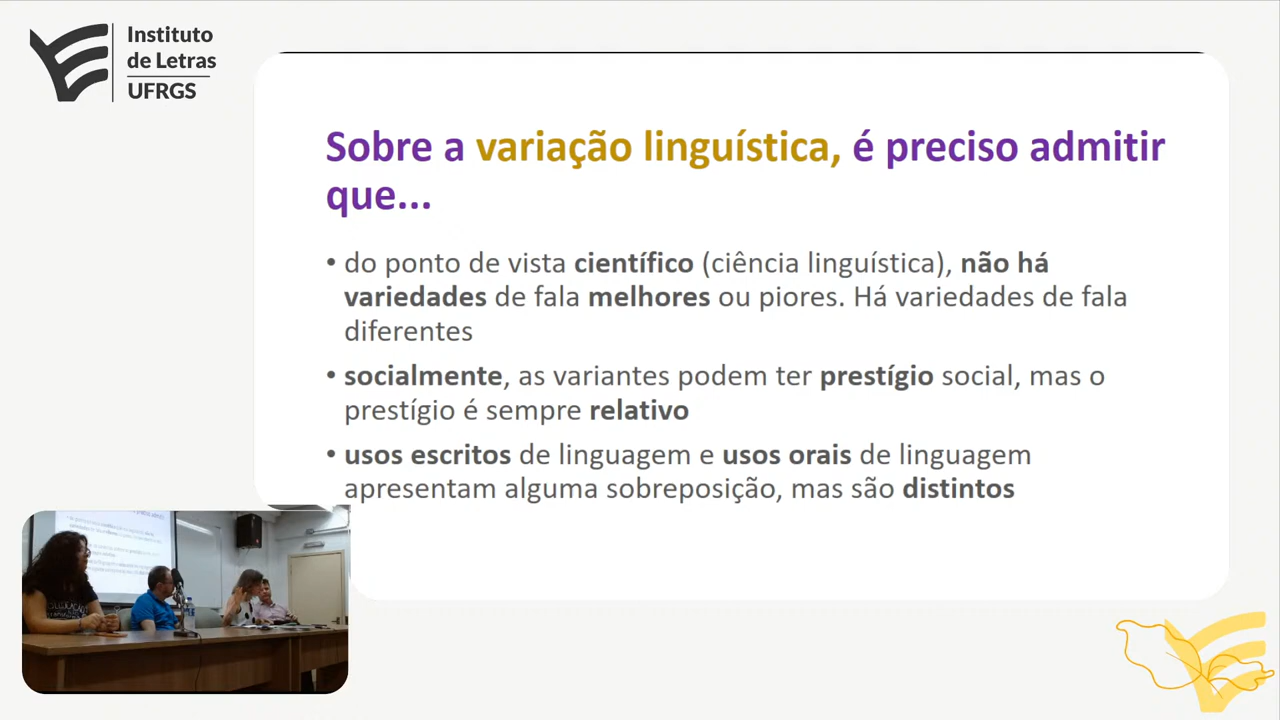 Instituto
de Letras
UFRGS
Sobre a variação linguística, é preciso admitir
que...
• do ponto de vista científico (ciência linguística), não há
variedades de fala melhores ou piores. Há variedades de fala
diferentes
• socialmente, as variantes podem ter prestígio social, mas o
prestígio é sempre relativo
• usos escritos de linguagem e usos orais de linguagem
apresentam alguma sobreposição, mas são distintos